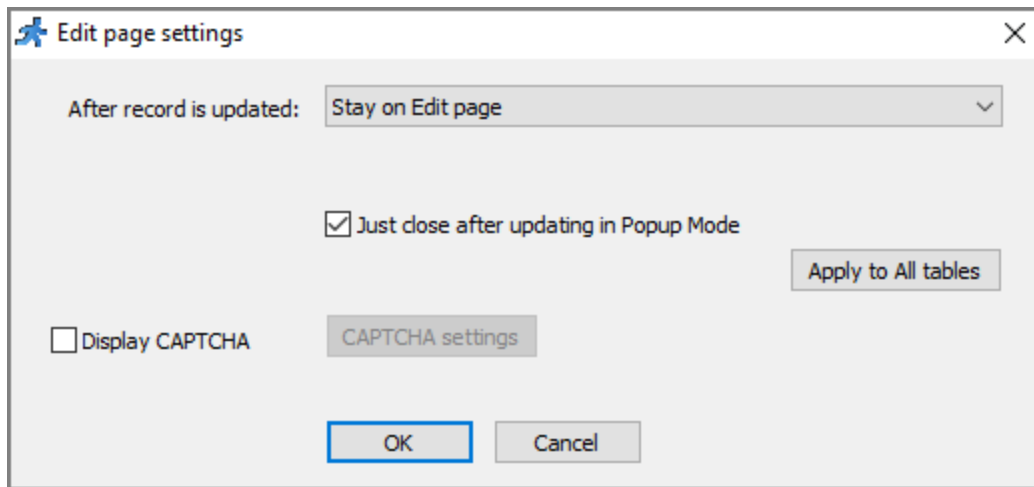 Edit page settings
After record is updated: Stay on Edit page
Just close after updating in Popup Mode
Apply to All tables
Display CAPTCHA CAPTCHA settings
OK Cancel